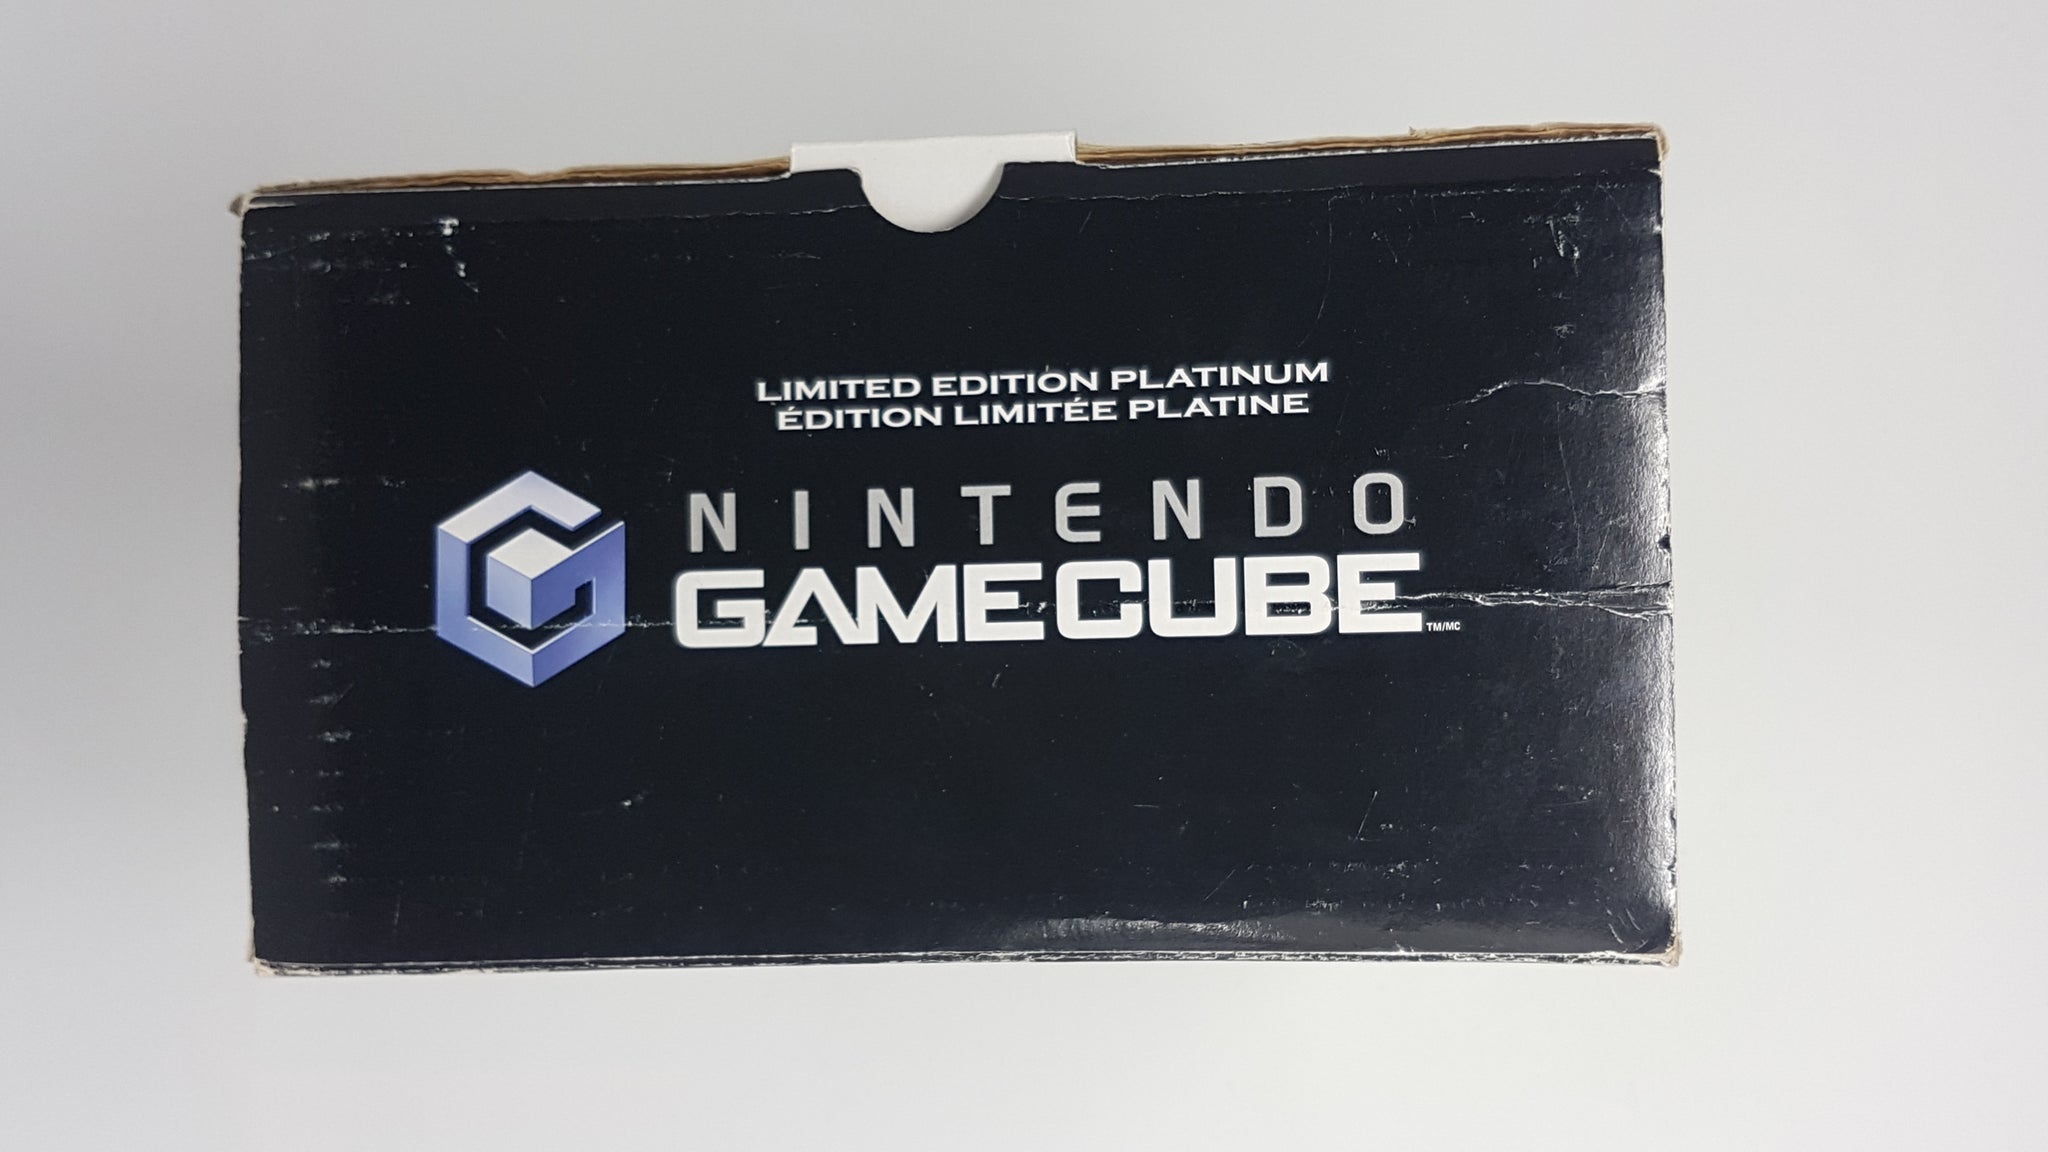 LIMITED EDITION PLATINUM
ÉDITION LIMITÉE PLATINE
NINTENDO
GAMECUBE TM/MC